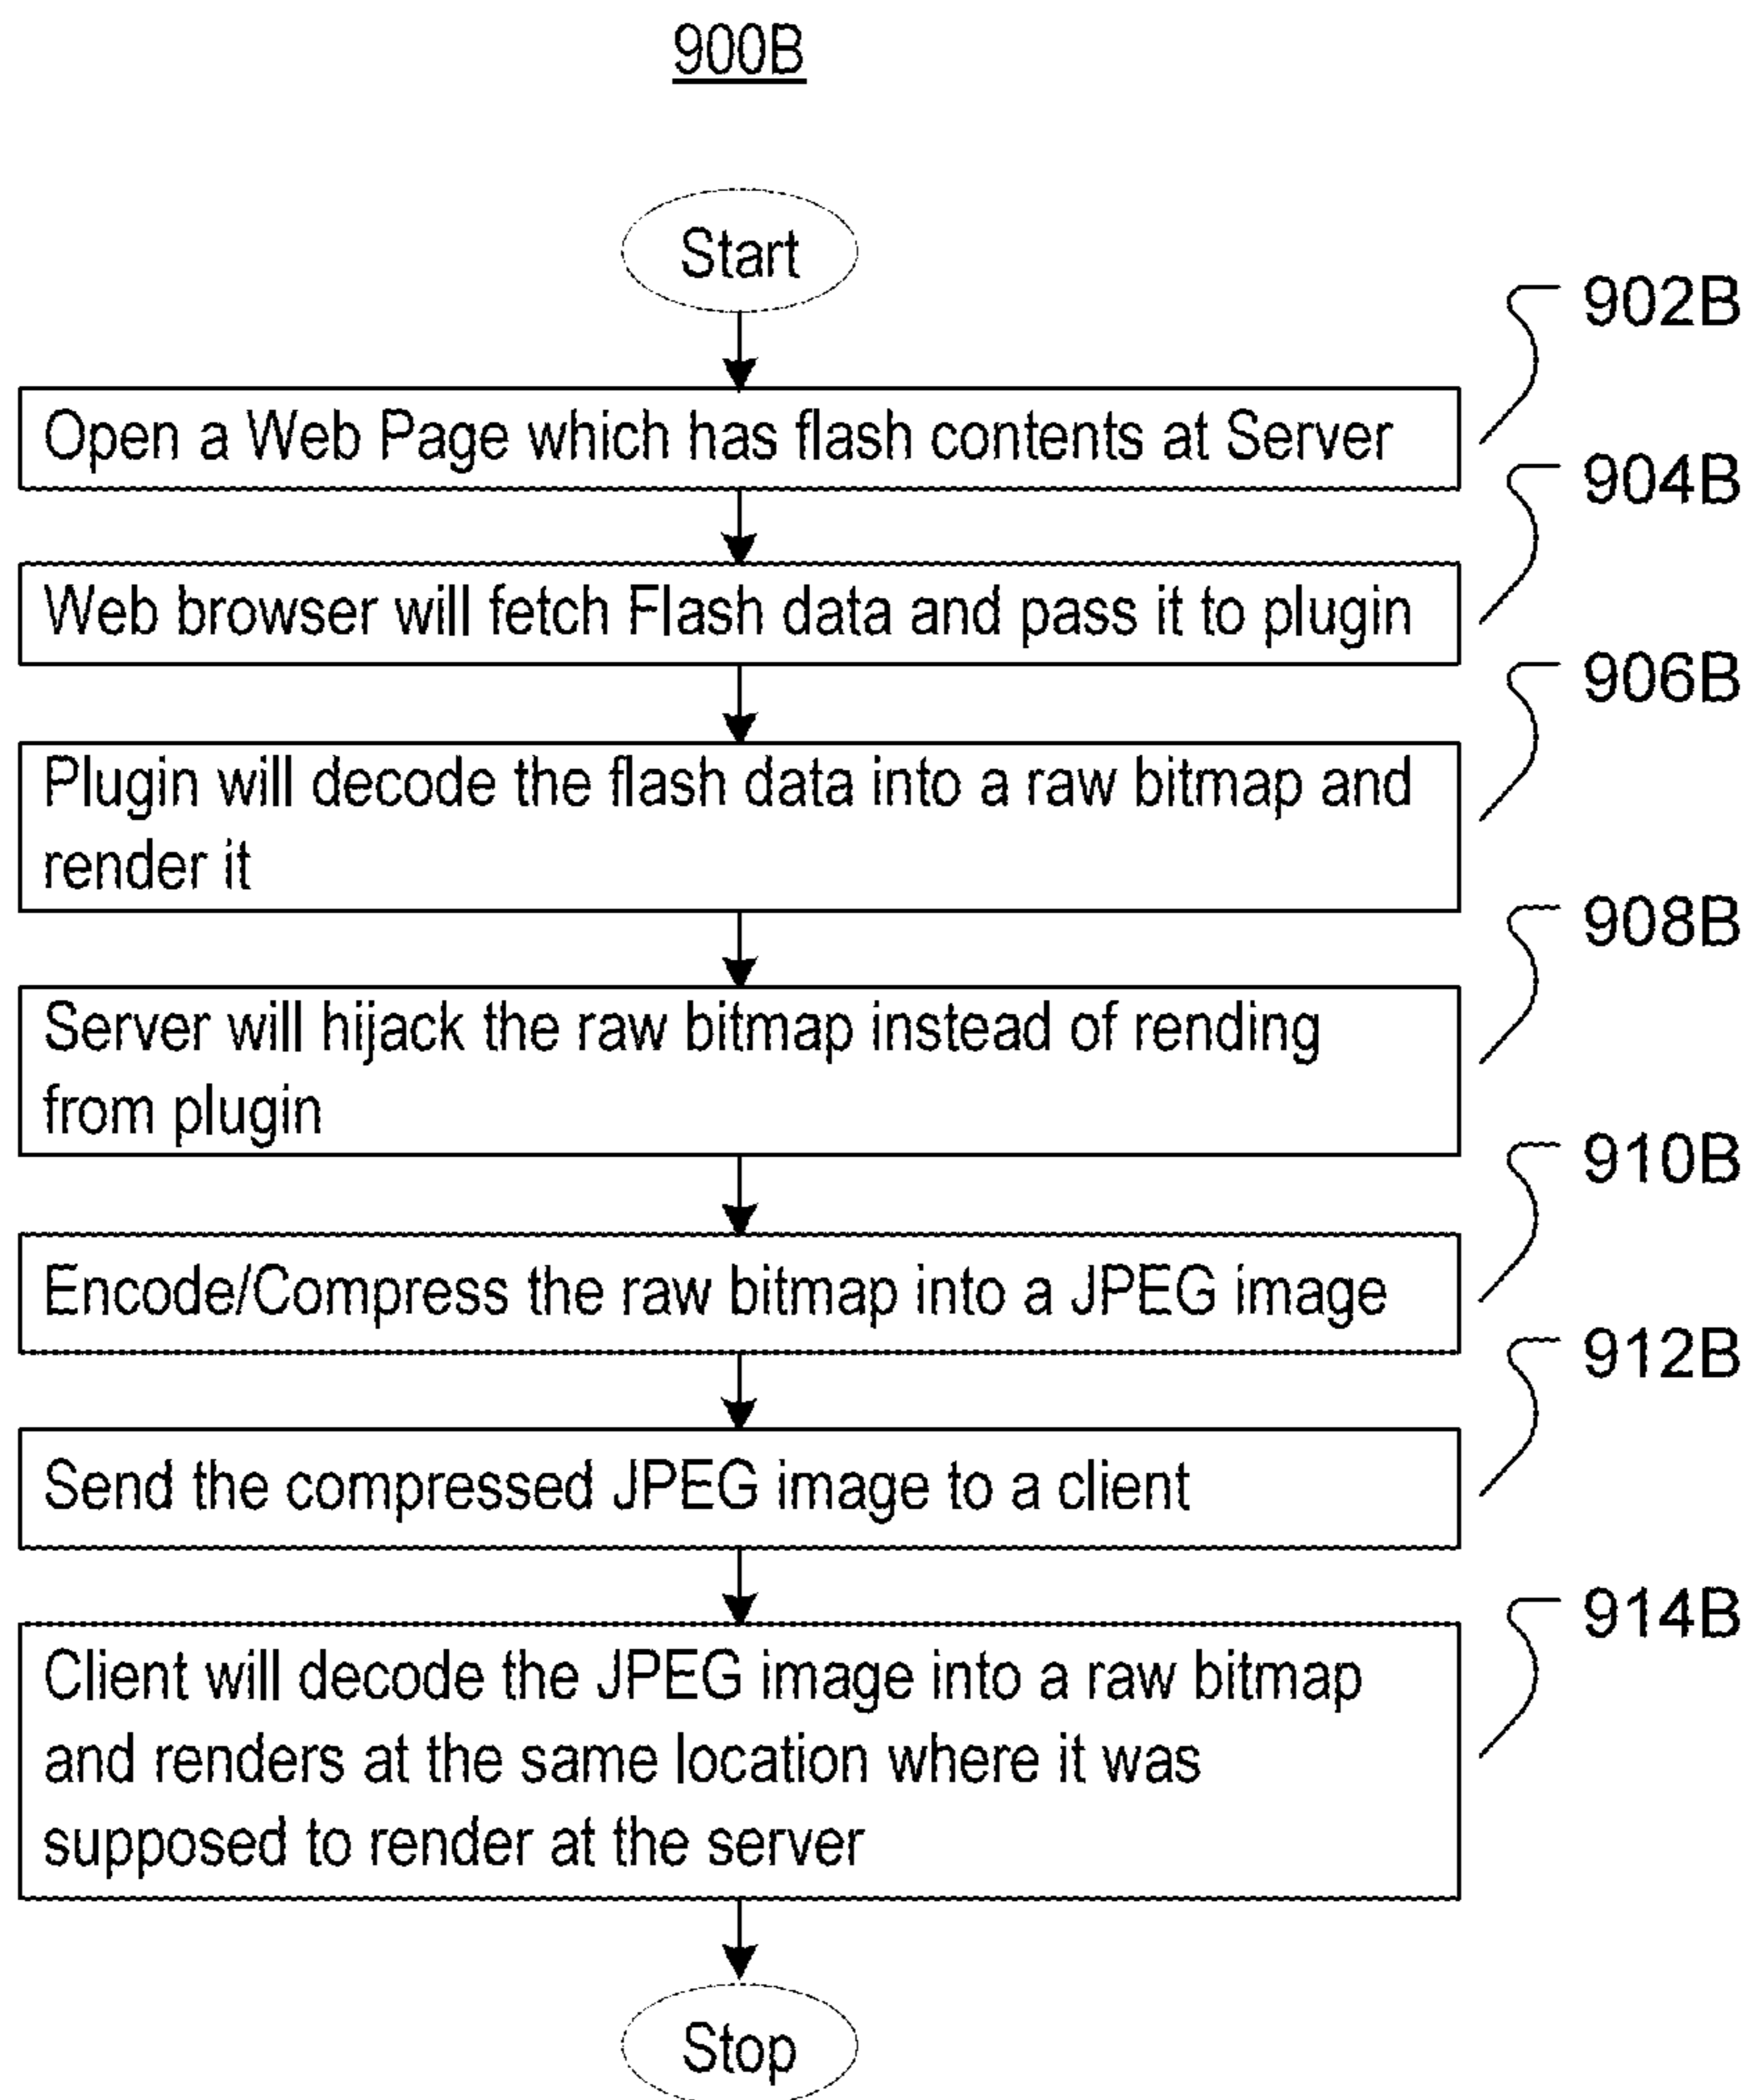 900B
Start
902B
Open a Web Page which has flash contents at Server
904B
Web browser will fetch Flash data and pass it to plugin
906B
Plugin will decode the flash data into a raw bitmap and
render it
908B
Server will hijack the raw bitmap instead of rending
from plugin
910B
Encode/Compress the raw bitmap into a JPEG image
912B
Send the compressed JPEG image to a client
914B
Client will decode the JPEG image into a raw bitmap
and renders at the same location where it was
supposed to render at the server
Stop